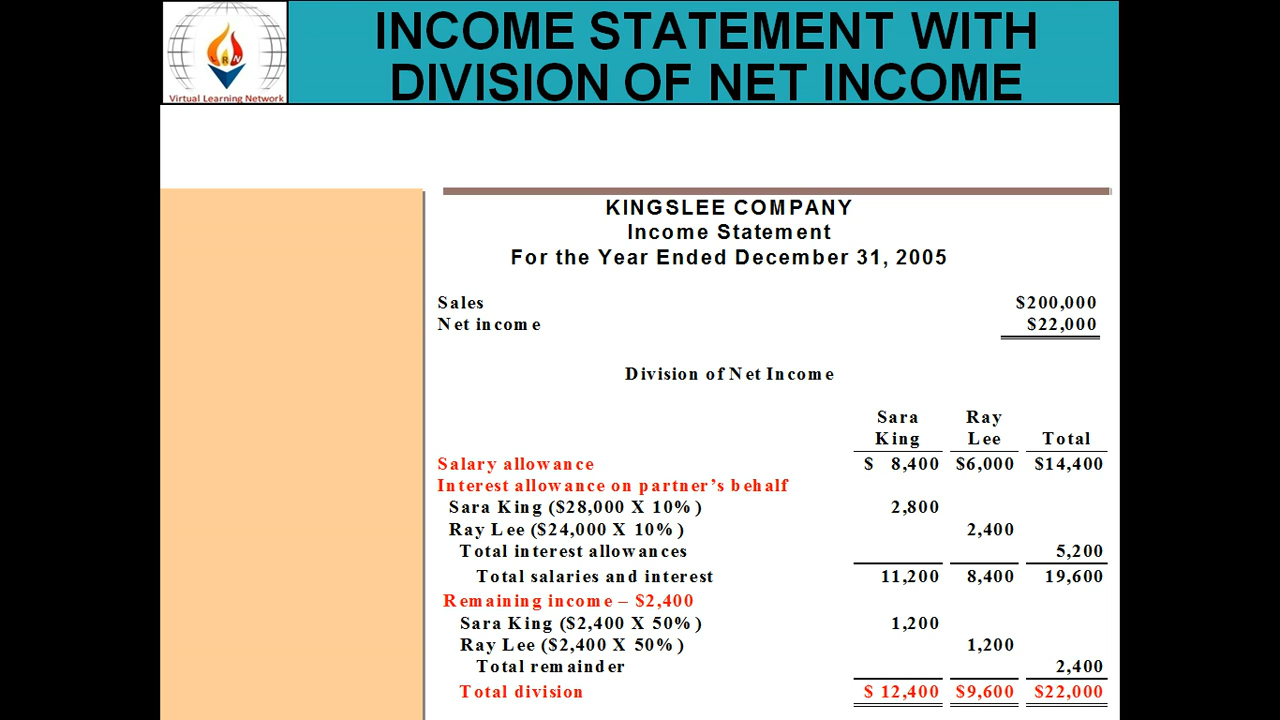 INCOME STATEMENT WITH
DIVISION OF NET INCOME
L R N
Virtual Learning Network
KINGSLEE COMPANY
Income Statement
For the Year Ended December 31, 2005
Sales $200,000
Net income $22,000
Division of Net Income
Sara Ray
King Lee Total
Salary allowance $ 8,400 $6,000 $14,400
Interest allowance on partner’s behalf
Sara King ($28,000 X 10%) 2,800
Ray Lee ($24,000 X 10%) 2,400
Total interest allowances 5,200
Total salaries and interest 11,200 8,400 19,600
Remaining income – $2,400
Sara King ($2,400 X 50%) 1,200
Ray Lee ($2,400 X 50%) 1,200
Total remainder 2,400
Total division $ 12,400 $9,600 $22,000